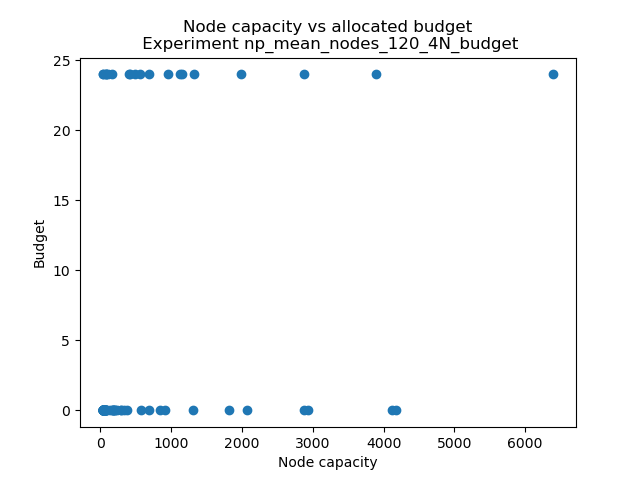 Node capacity vs allocated budget
Experiment np_mean_nodes_120_4N_budget
25
20
15
10
5
0
Budget
0 1000 2000 3000 4000 5000 6000
Node capacity